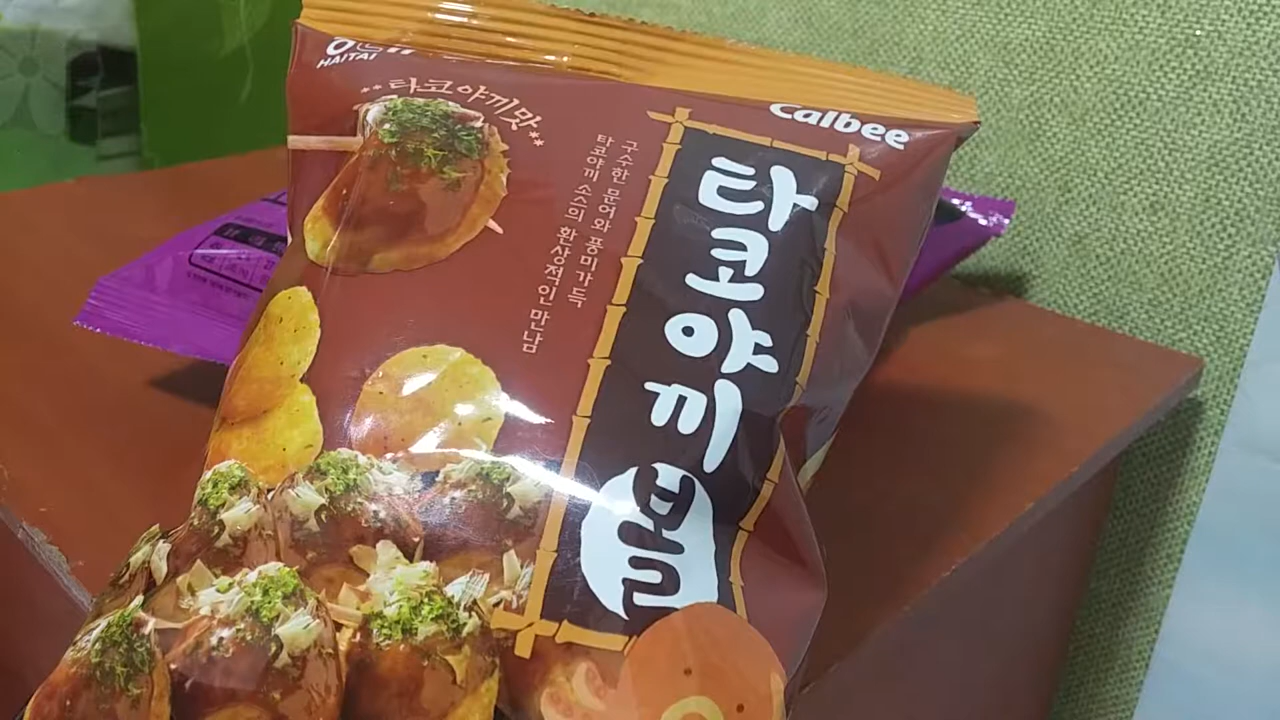 HAITAI
타코야끼맛
Calbee
구수한 문어와 풍미가득
타코야끼 소스의 환상적인 만남
타코야끼볼